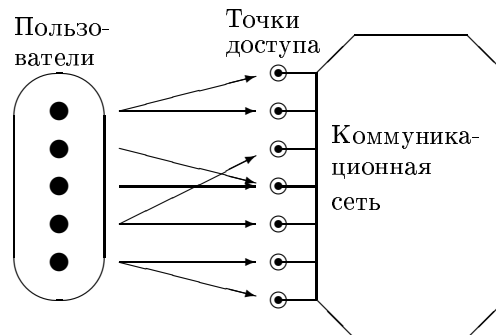 Пользо-
ватели
Точки
доступа
Коммуника-
ционная
сеть